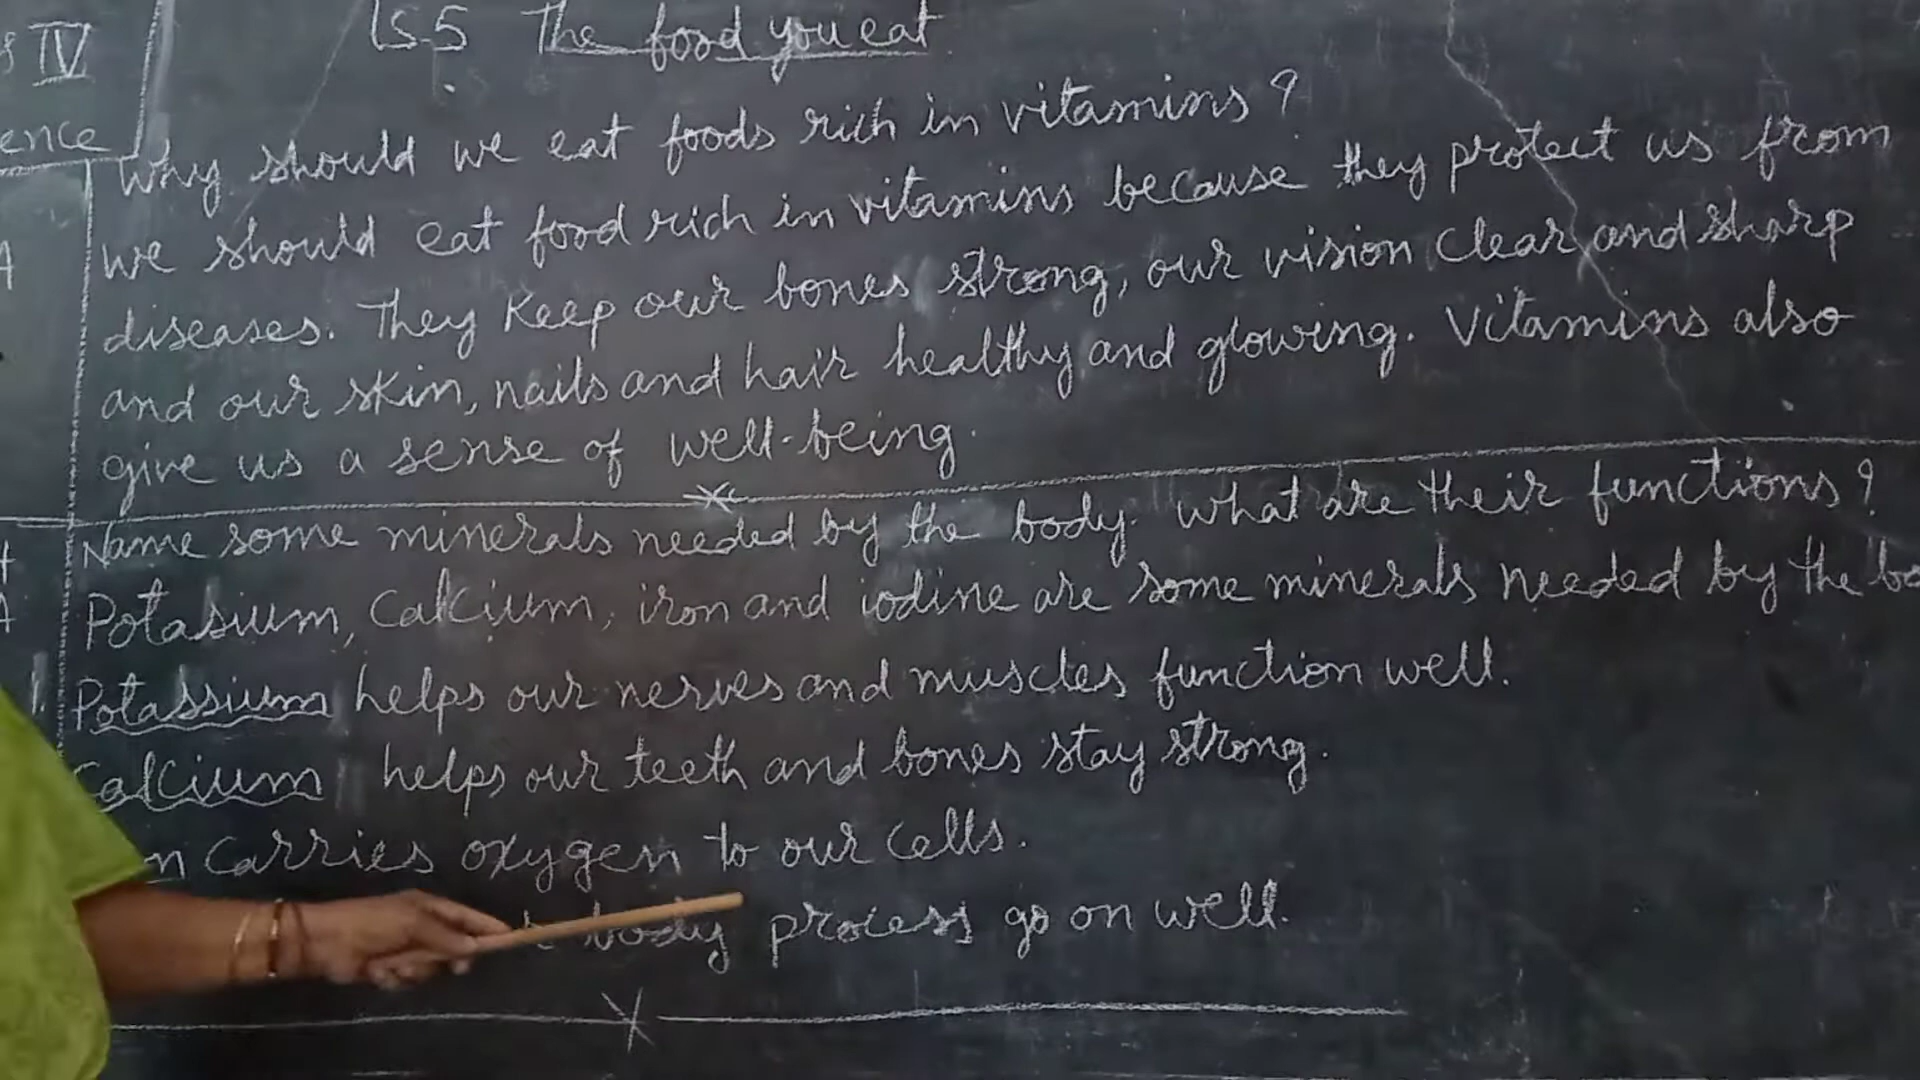 IV
Ls-5 The food you eat
ence
Why should we eat foods rich in vitamins ?
A we should eat food rich in vitamins because they protect us from
diseases. They Keep our bones strong, our vision clear and sharp
and our skin, nails and hair healthy and glowing. Vitamins also
give us a sense of well-being.
Name some minerals needed by the body. What are their functions ?
A Potasium, Calcium, iron and iodine are some minerals needed by the bo
1. Potassium helps our nerves and muscles function well.
Calcium helps our teeth and bones stay strong.
n carries oxygen to our cells.
body process go on well.